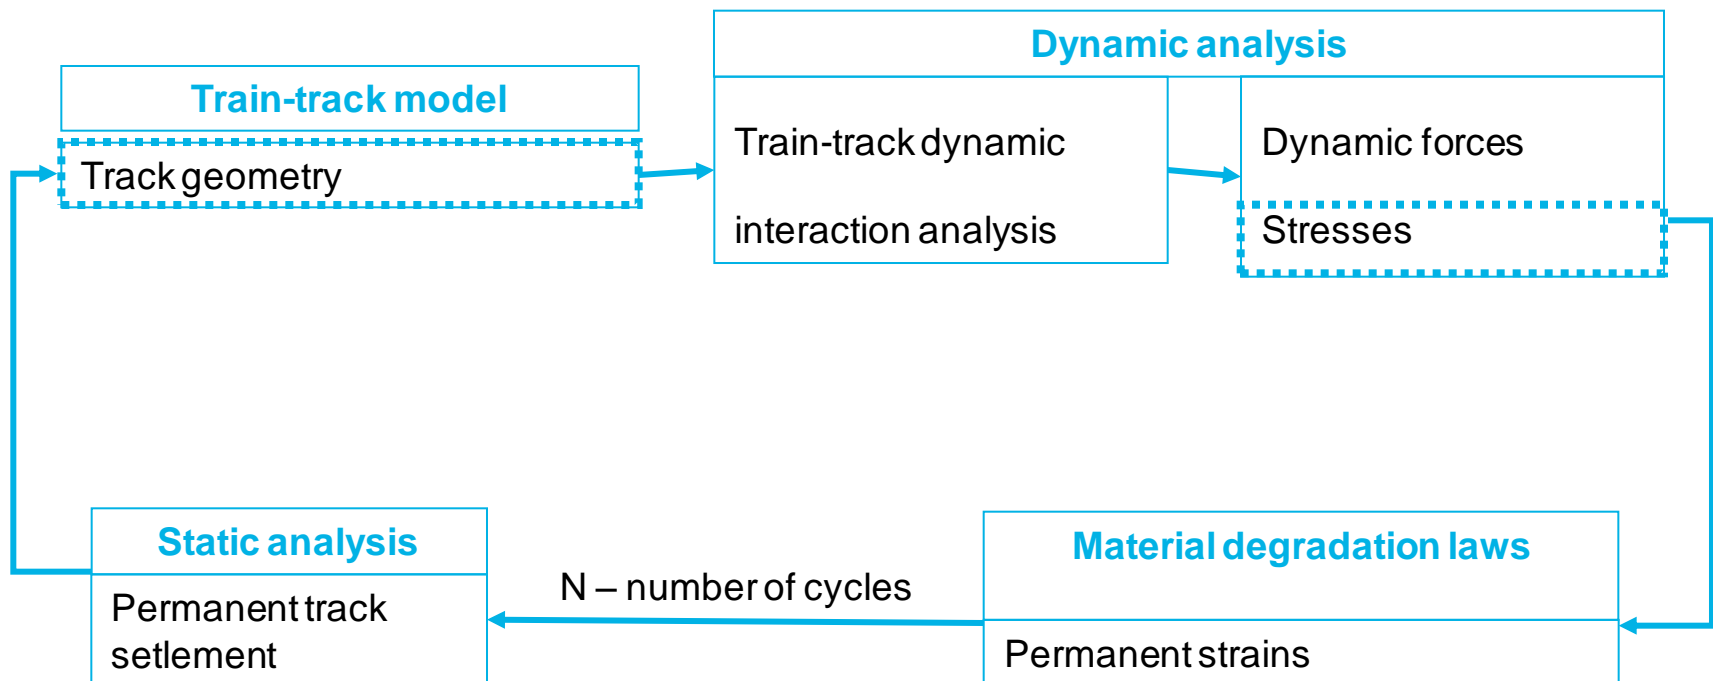 Dynamic analysis
Train-track model
Train-track dynamic
interaction analysis
Dynamic forces
Stresses
Track geometry
Static analysis
Permanent track
setlement
N – number of cycles
Material degradation laws
Permanent strains